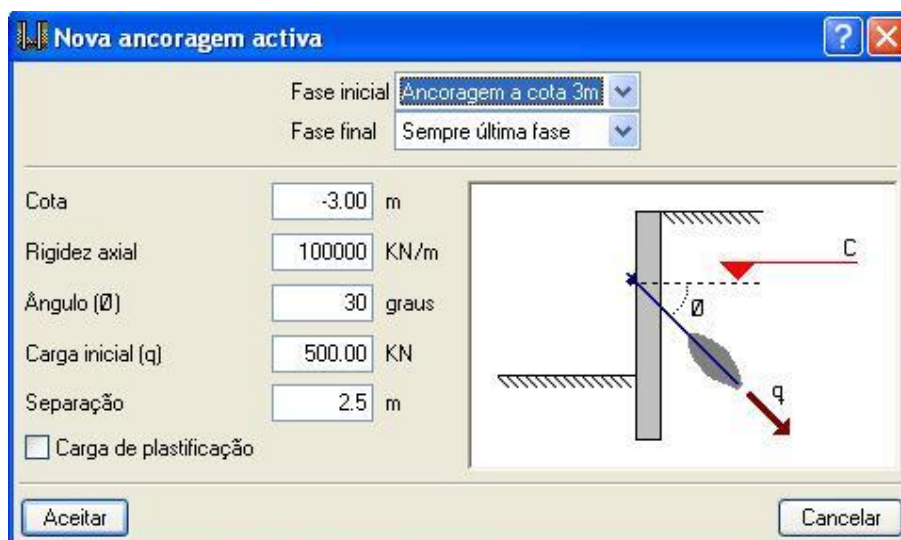 Nova ancoragem activa
Fase inicial Ancoragem a cota 3m
Fase final Sempre última fase
Cota -3.00 m
Rigidez axial 100000 KN/m
Ângulo (Ø) 30 graus
Carga inicial (q) 500.00 KN
Separação 2.5 m
Carga de plastificação
C
Ø
q
Aceitar Cancelar